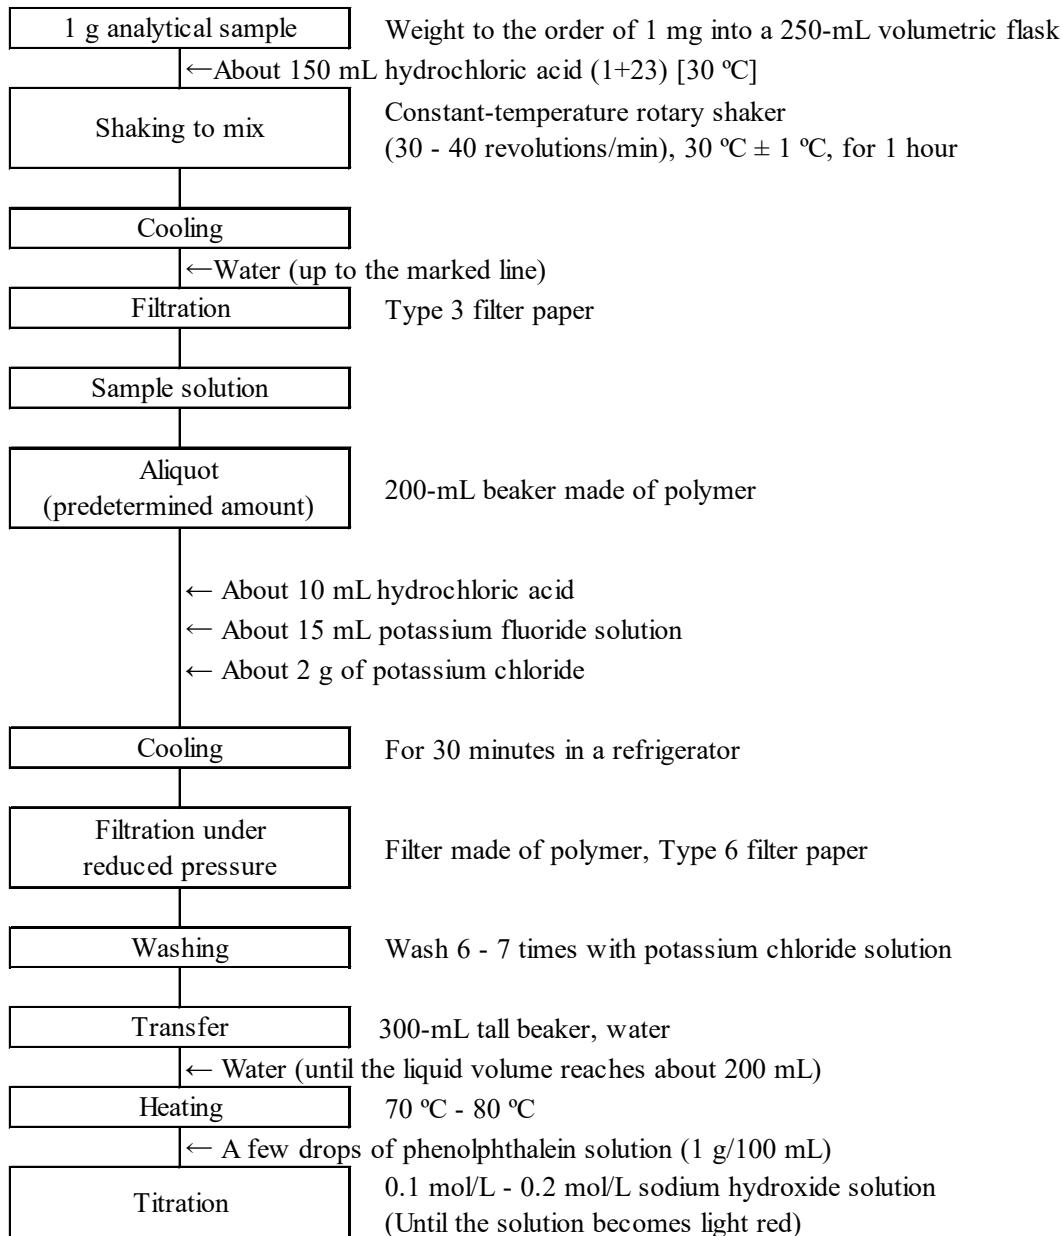 1 g analytical sample
Weight to the order of 1 mg into a 250-mL volumetric flask
←About 150 mL hydrochloric acid (1+23) [30 ºC]
Shaking to mix
Constant-temperature rotary shaker
(30 - 40 revolutions/min), 30 ºC ± 1 ºC, for 1 hour
Cooling
←Water (up to the marked line)
Filtration
Type 3 filter paper
Sample solution
Aliquot
(predetermined amount)
200-mL beaker made of polymer
← About 10 mL hydrochloric acid
← About 15 mL potassium fluoride solution
← About 2 g of potassium chloride
Cooling
For 30 minutes in a refrigerator
Filtration under
reduced pressure
Filter made of polymer, Type 6 filter paper
Washing
Wash 6 - 7 times with potassium chloride solution
Transfer
300-mL tall beaker, water
← Water (until the liquid volume reaches about 200 mL)
Heating
70 ºC - 80 ºC
← A few drops of phenolphthalein solution (1 g/100 mL)
Titration
0.1 mol/L - 0.2 mol/L sodium hydroxide solution
(Until the solution becomes light red)